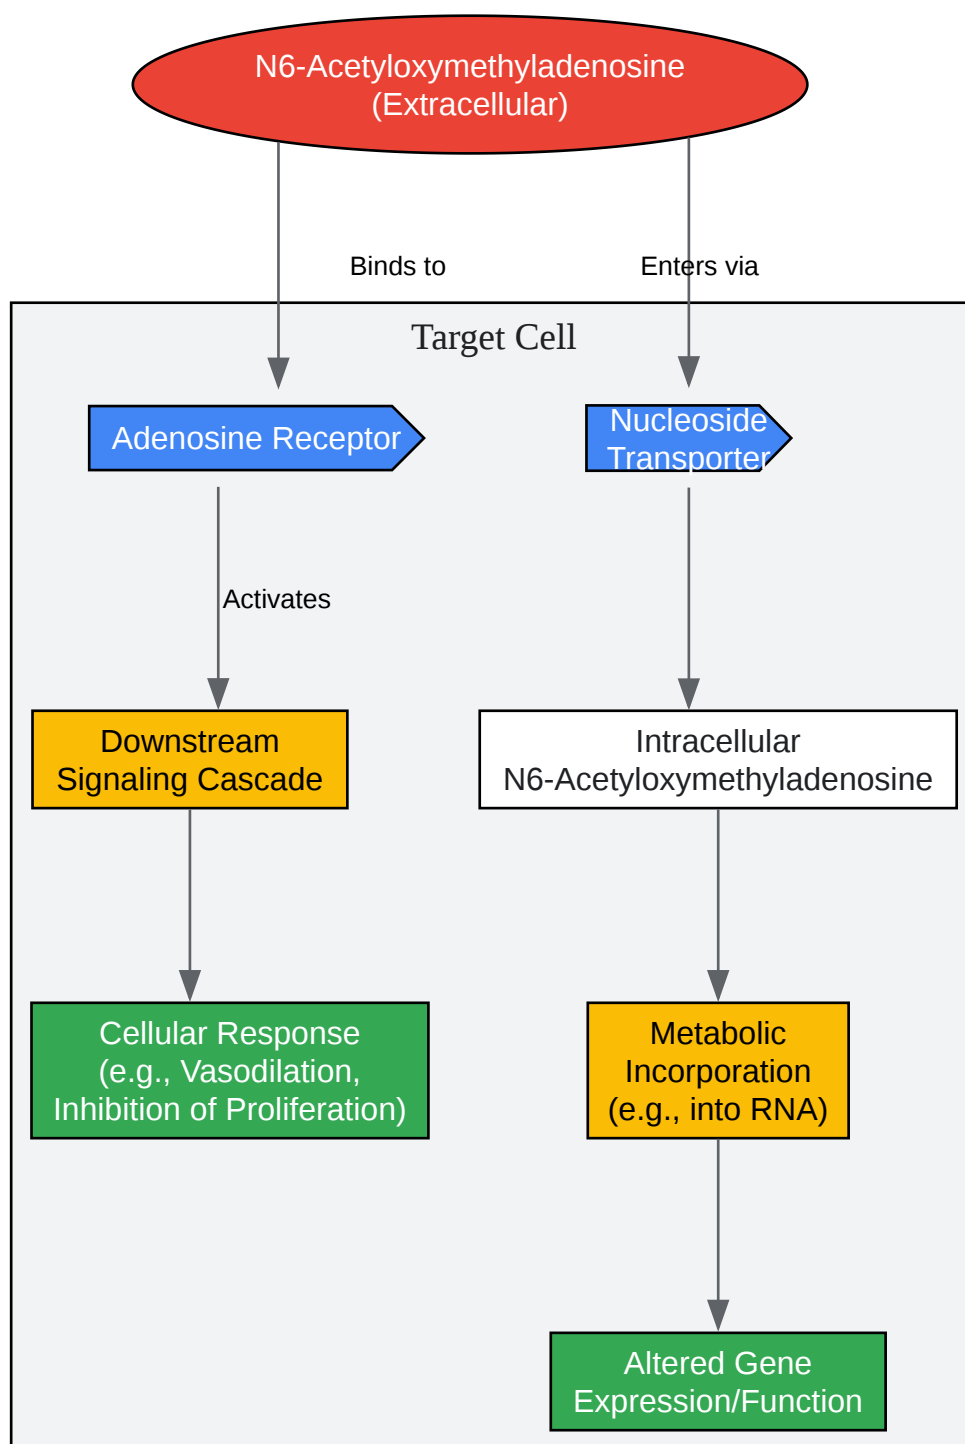 N6-Acetyloxymethyladenosine
(Extracellular)
Binds to
Enters via
Target Cell
Adenosine Receptor
Nucleoside
Transporter
Activates
Downstream
Signaling Cascade
Intracellular
N6-Acetyloxymethyladenosine
Cellular Response
(e.g., Vasodilation,
Inhibition of Proliferation)
Metabolic
Incorporation
(e.g., into RNA)
Altered Gene
Expression/Function